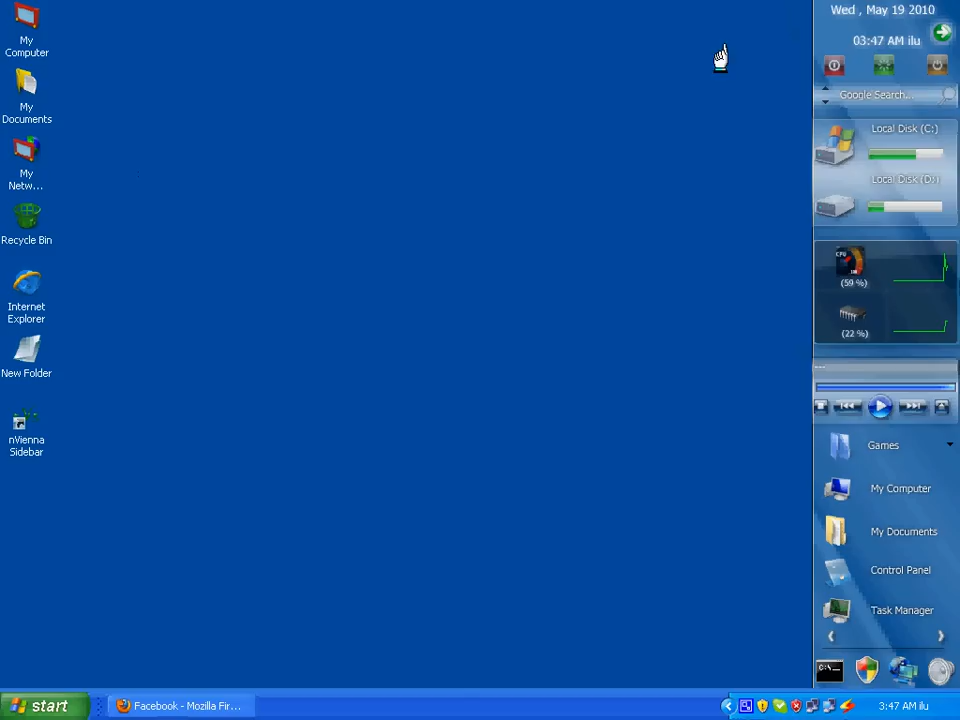 My
Computer
My
Documents
My
Netw...
Recycle Bin
Internet
Explorer
New Folder
nVienna
Sidebar
Wed , May 19 2010
03:47 AM ilu
Google Search...
Local Disk (C:)
Local Disk (D:)
CPU
(59 %)
(22 %)
---
Games
My Computer
My Documents
Control Panel
Task Manager
C:\_
start
Facebook - Mozilla Fir...
3:47 AM ilu